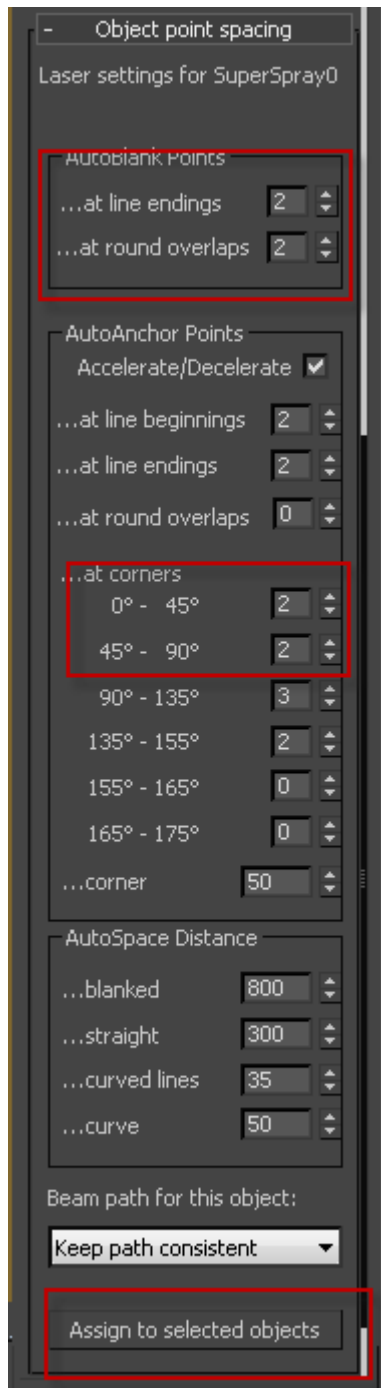 - Object point spacing
Laser settings for SuperSpray0
AutoBlank Points
...at line endings 2
...at round overlaps 2
AutoAnchor Points
Accelerate/Decelerate
...at line beginnings 2
...at line endings 2
...at round overlaps 0
...at corners
0° - 45° 2
45° - 90° 2
90° - 135° 3
135° - 155° 2
155° - 165° 0
165° - 175° 0
...corner 50
AutoSpace Distance
...blanked 800
...straight 300
...curved lines 35
...curve 50
Beam path for this object:
Keep path consistent
Assign to selected objects